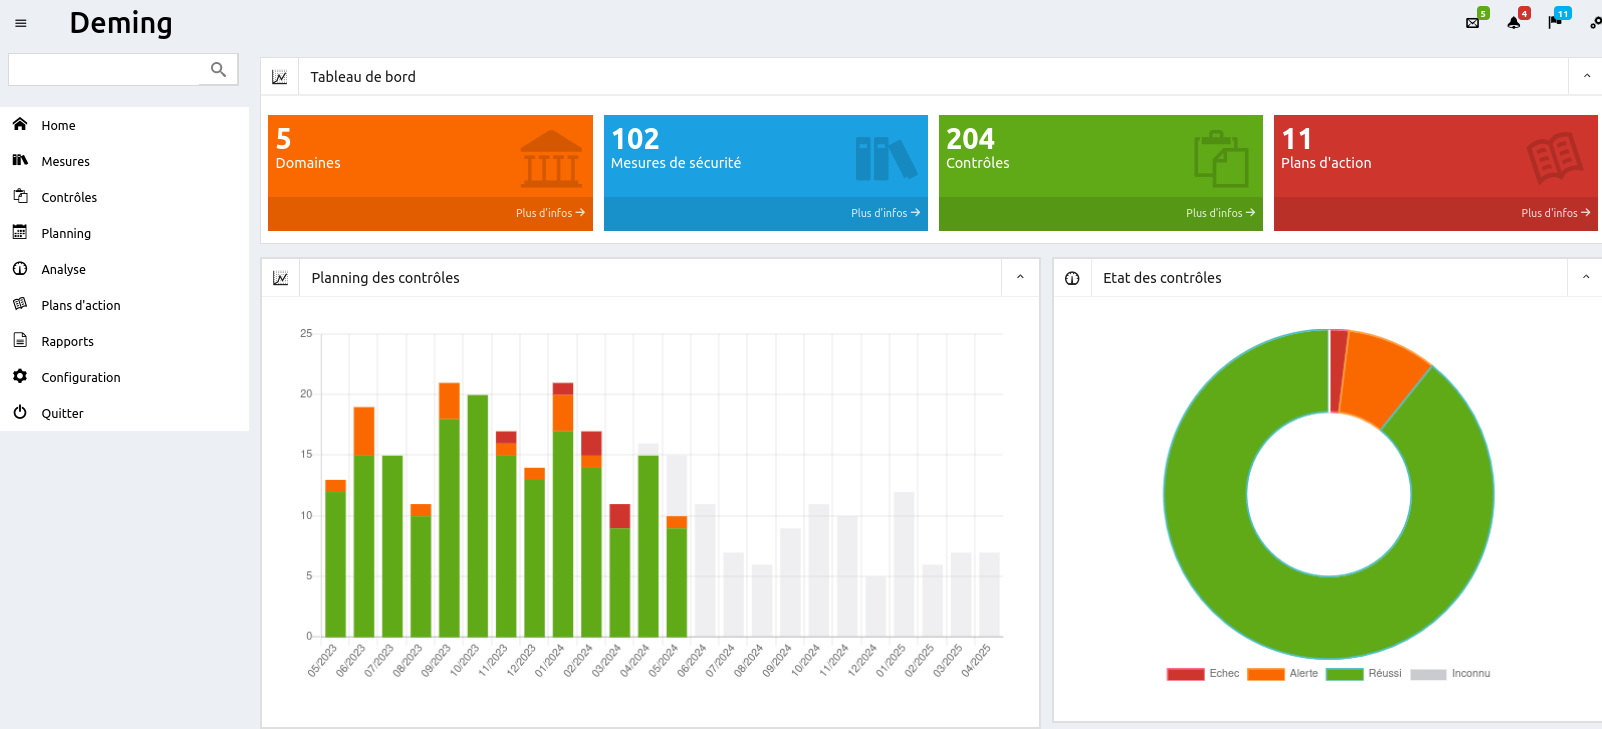 Deming
5
4
11
Tableau de bord
Home
Mesures
Contrôles
Planning
Analyse
Plans d'action
Rapports
Configuration
Quitter
5
Domaines
Plus d'infos
102
Mesures de sécurité
Plus d'infos
204
Contrôles
Plus d'infos
11
Plans d'action
Plus d'infos
Planning des contrôles
25
20
15
10
5
0
05/2023
06/2023
07/2023
08/2023
09/2023
10/2023
11/2023
12/2023
01/2024
02/2024
03/2024
04/2024
05/2024
06/2024
07/2024
08/2024
09/2024
10/2024
11/2024
12/2024
01/2025
02/2025
03/2025
04/2025
Etat des contrôles
Echec
Alerte
Réussi
Inconnu